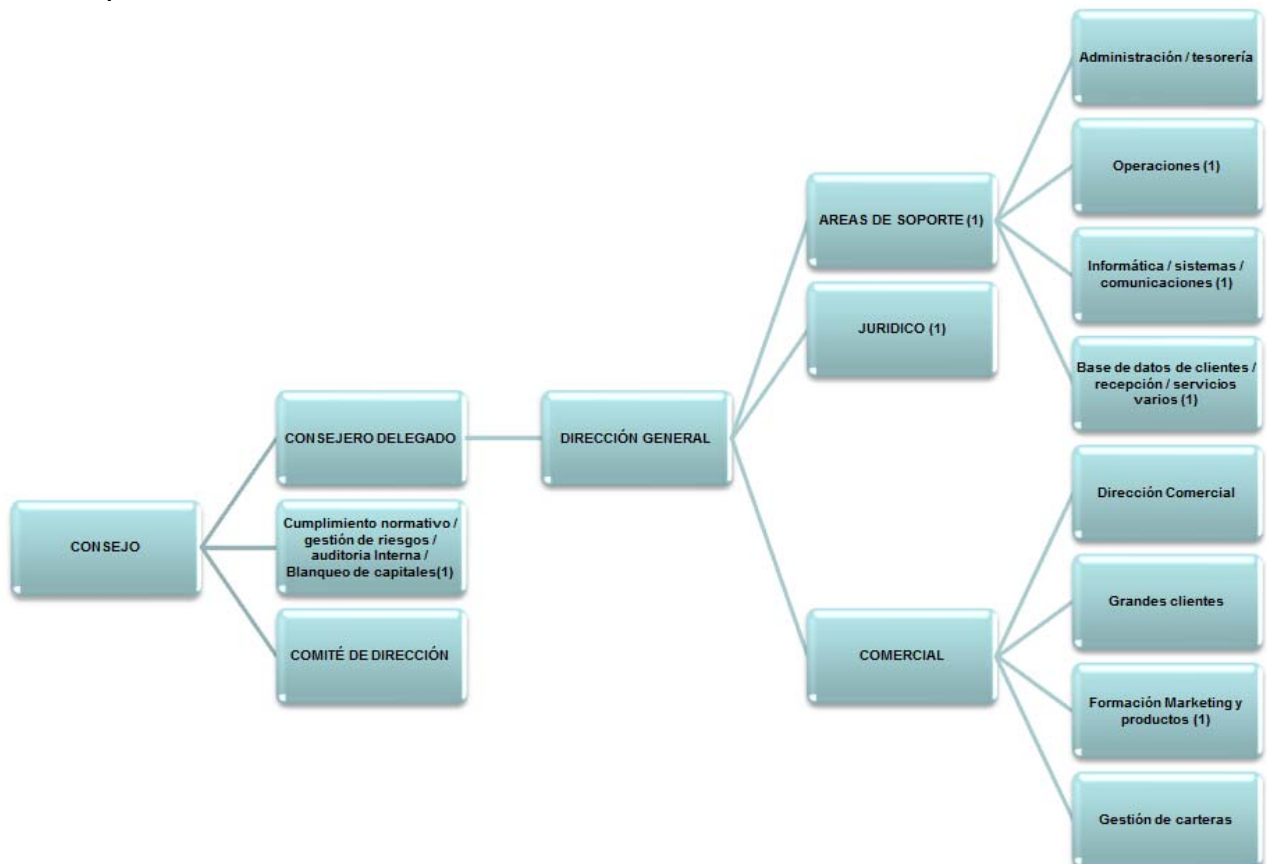 CONSEJO
CONSEJERO DELEGADO
Cumplimiento normativo /
gestión de riesgos /
auditoria Interna /
Blanqueo de capitales(1)
COMITÉ DE DIRECCIÓN
DIRECCIÓN GENERAL
AREAS DE SOPORTE (1)
JURIDICO (1)
COMERCIAL
Administración / tesorería
Operaciones (1)
Informática / sistemas /
comunicaciones (1)
Base de datos de clientes /
recepción / servicios
varios (1)
Dirección Comercial
Grandes clientes
Formación Marketing y
productos (1)
Gestión de carteras